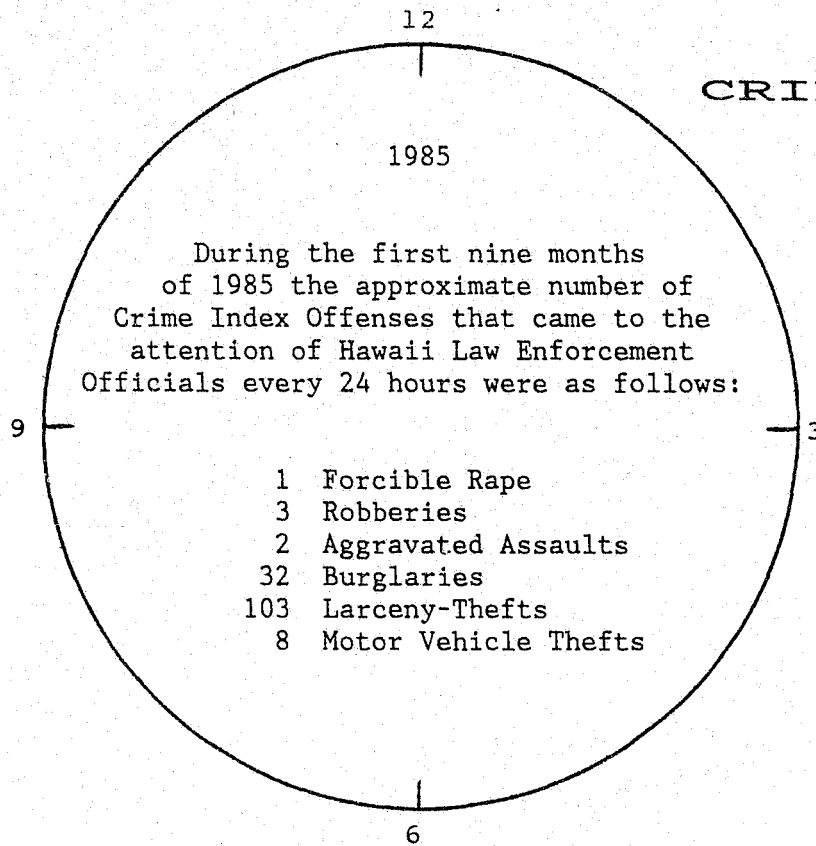 12
1985
During the first nine months
of 1985 the approximate number of
Crime Index Offenses that came to the
attention of Hawaii Law Enforcement
Officials every 24 hours were as follows:
9
3
1 Forcible Rape
3 Robberies
2 Aggravated Assaults
32 Burglaries
103 Larceny-Thefts
8 Motor Vehicle Thefts
6